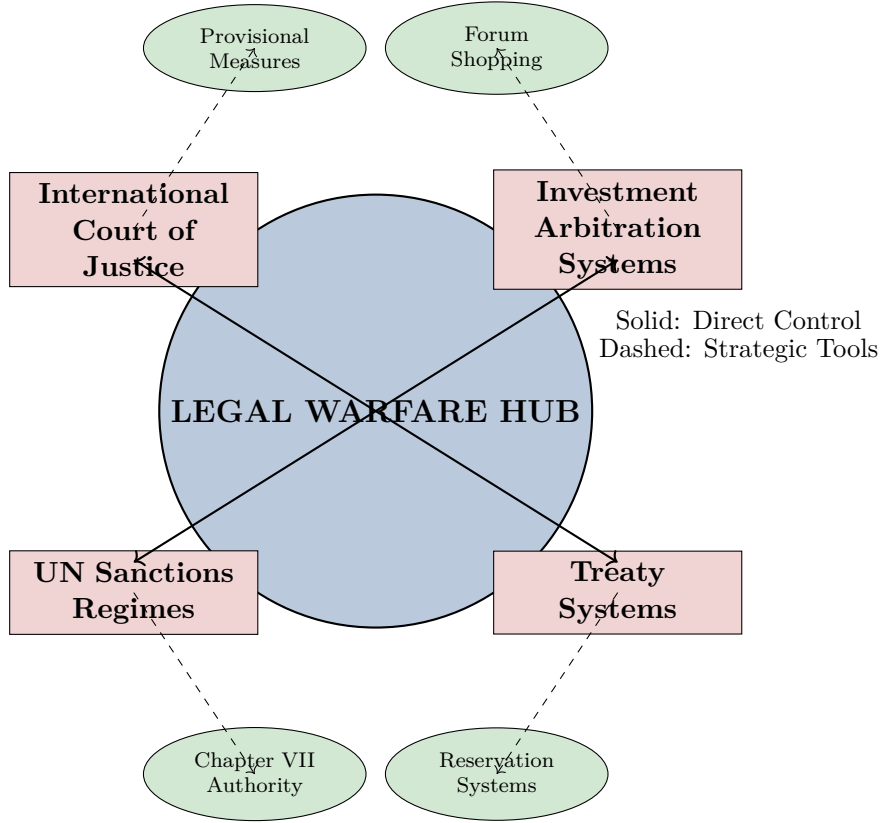 Provisional
Measures
Forum
Shopping
International
Court of
Justice
Investment
Arbitration
Systems
Solid: Direct Control
Dashed: Strategic Tools
LEGAL WARFARE HUB
UN Sanctions
Regimes
Treaty
Systems
Chapter VII
Authority
Reservation
Systems